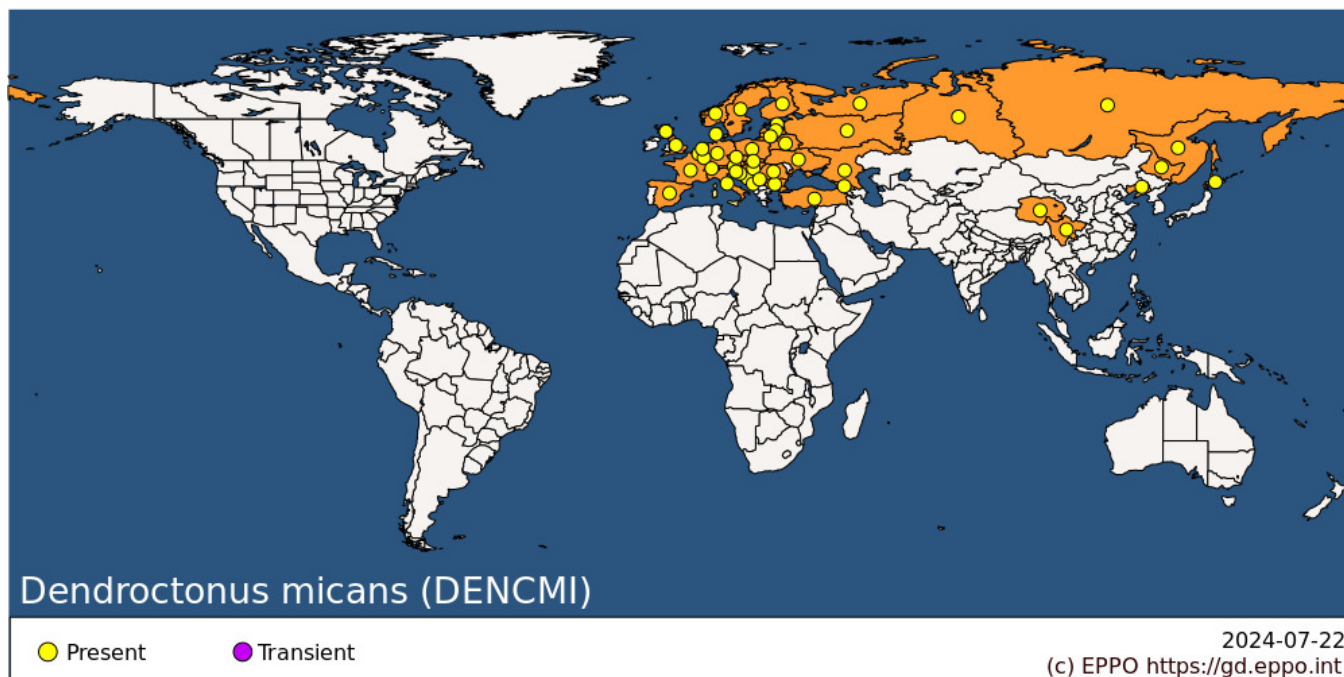 Dendroctonus micans (DENCMI)
Present
Transient
2024-07-22
(c) EPPO https://gd.eppo.int